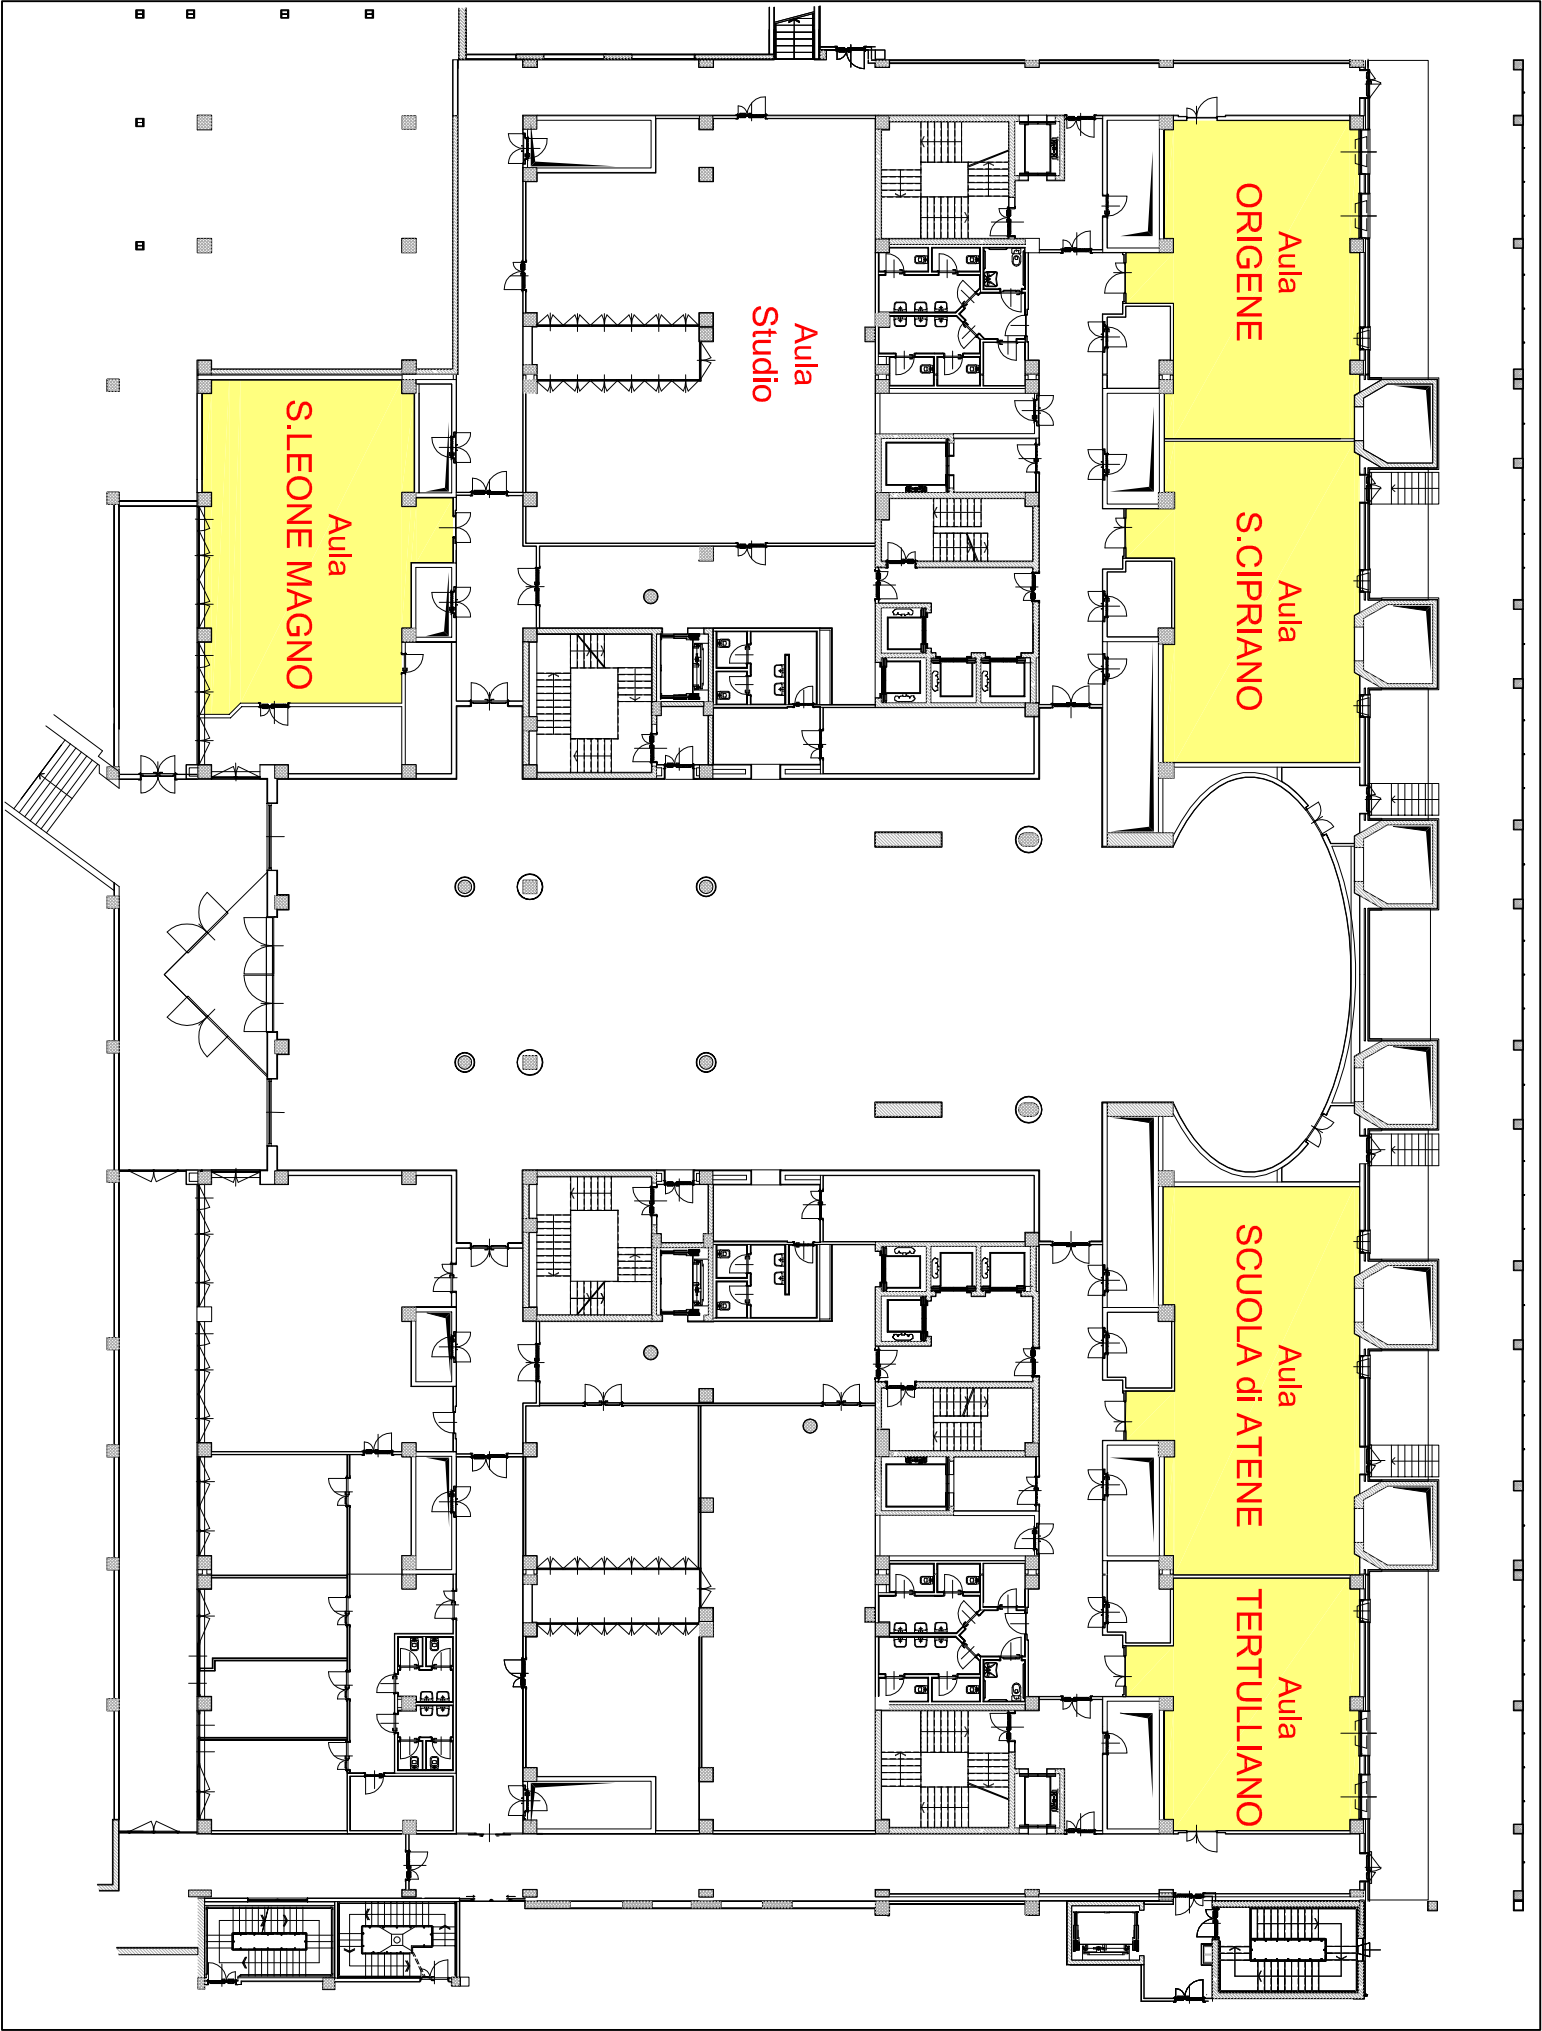 Aula
ORIGENE
Aula
S.CIPRIANO
Aula
SCUOLA di ATENE
Aula
TERTULLIANO
Aula
Studio
Aula
S.LEONE MAGNO